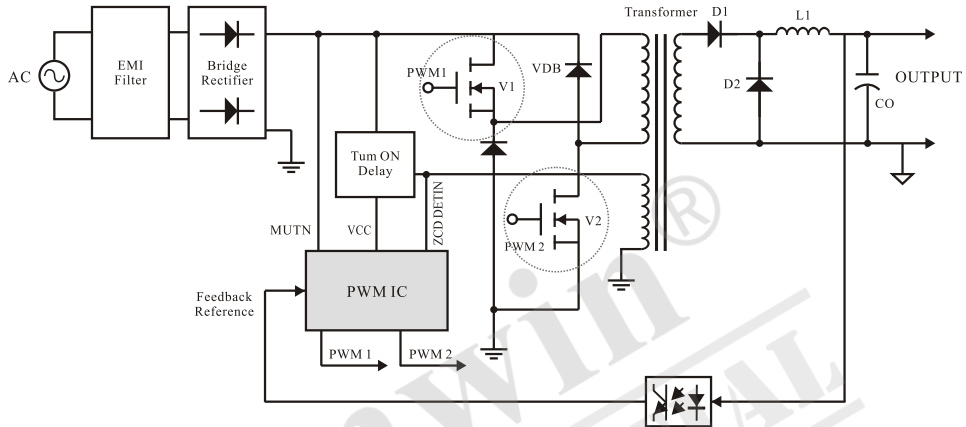 Transformer
D1
L1
AC
EMI
Filter
Bridge
Rectifier
PWM1
V1
VDB
D2
CO
OUTPUT
Tum ON
Delay
MUTN
VCC
ZCD DETIN
PWM 2
V2
Feedback
Reference
PWM IC
PWM 1
PWM 2
®